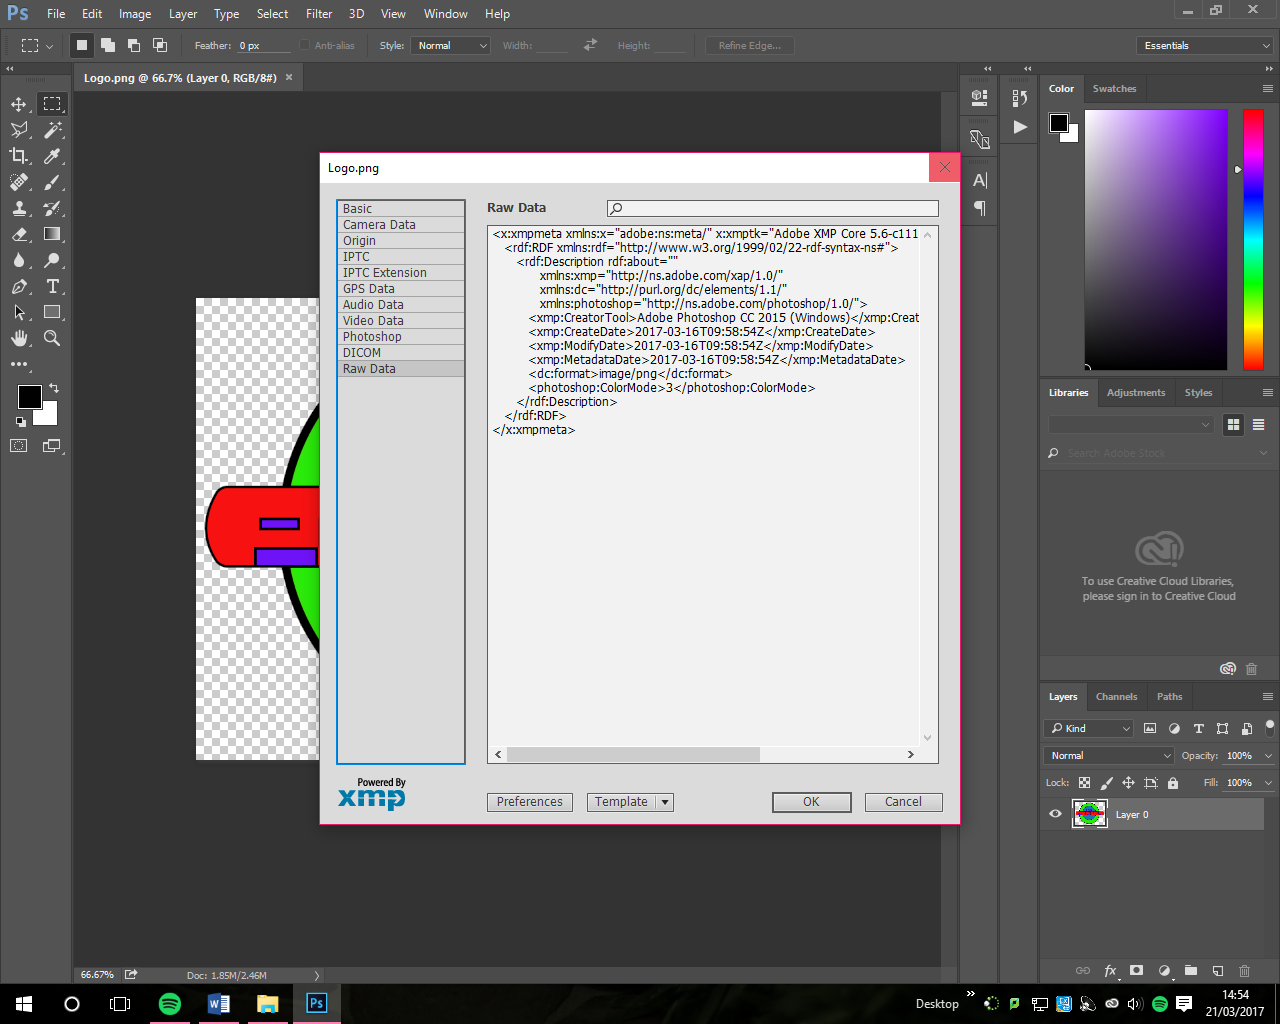 Ps File Edit Image Layer Type Select Filter 3D View Window Help
Feather: 0 px Anti-alias Style: Normal Width: Height: Refine Edge... Essentials
Logo.png @ 66.7% (Layer 0, RGB/8#) ×
Logo.png
Basic
Camera Data
Origin
IPTC
IPTC Extension
GPS Data
Audio Data
Video Data
Photoshop
DICOM
Raw Data
Raw Data
<x:xmpmeta xmlns:x="adobe:ns:meta/" x:xmptk="Adobe XMP Core 5.6-c111
<rdf:RDF xmlns:rdf="http://www.w3.org/1999/02/22-rdf-syntax-ns#">
<rdf:Description rdf:about=""
xmlns:xmp="http://ns.adobe.com/xap/1.0/"
xmlns:dc="http://purl.org/dc/elements/1.1/"
xmlns:photoshop="http://ns.adobe.com/photoshop/1.0/">
<xmp:CreatorTool>Adobe Photoshop CC 2015 (Windows)</xmp:Creat
<xmp:CreateDate>2017-03-16T09:58:54Z</xmp:CreateDate>
<xmp:ModifyDate>2017-03-16T09:58:54Z</xmp:ModifyDate>
<xmp:MetadataDate>2017-03-16T09:58:54Z</xmp:MetadataDate>
<dc:format>image/png</dc:format>
<photoshop:ColorMode>3</photoshop:ColorMode>
</rdf:Description>
</rdf:RDF>
</x:xmpmeta>
Powered By
xmp
Preferences Template OK Cancel
Color Swatches
Libraries Adjustments Styles
Search Adobe Stock
To use Creative Cloud Libraries,
please sign in to Creative Cloud
Layers Channels Paths
Kind
Normal Opacity: 100%
Lock: Fill: 100%
Layer 0
fx
66.67% Doc: 1.85M/2.46M
Ps
Desktop
14:54
21/03/2017